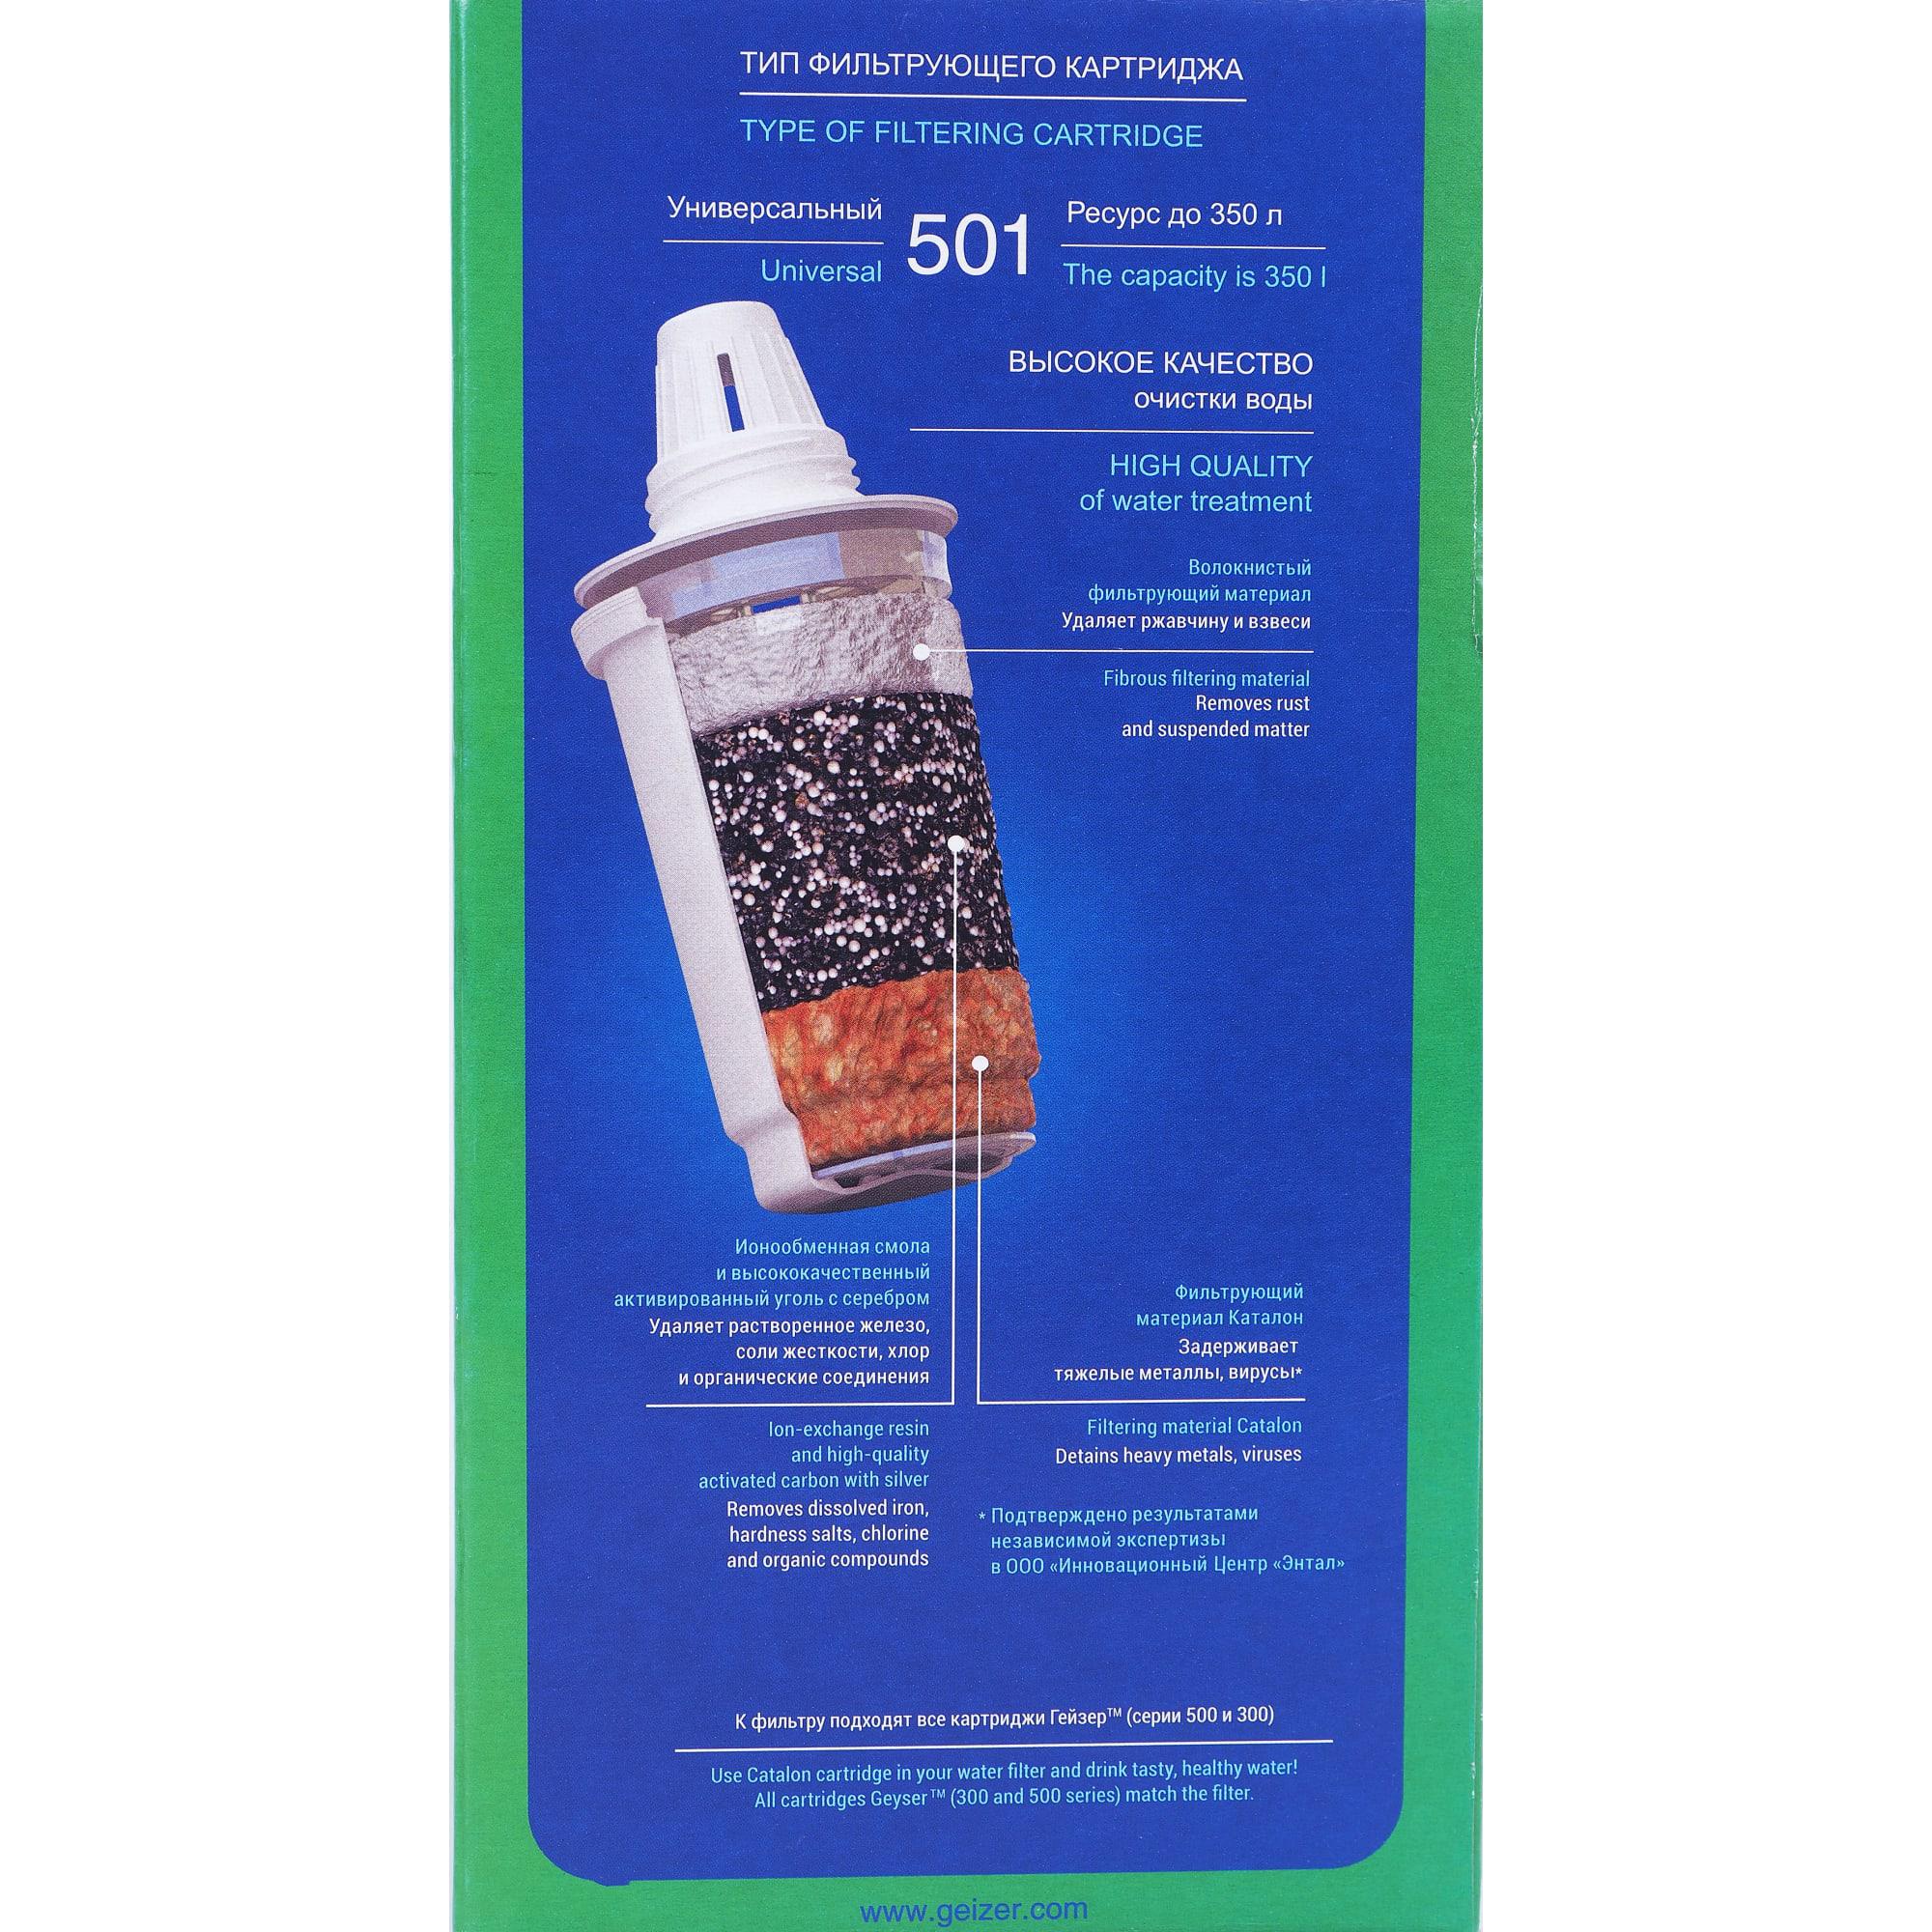 ТИП ФИЛЬТРУЮЩЕГО КАРТРИДЖА
TYPE OF FILTERING CARTRIDGE
Универсальный
Universal
501
Ресурс до 350 л
The capacity is 350 l
ВЫСОКОЕ КАЧЕСТВО
очистки воды
HIGH QUALITY
of water treatment
Волокнистый
фильтрующий материал
Удаляет ржавчину и взвеси
Fibrous filtering material
Removes rust
and suspended matter
Ионообменная смола
и высококачественный
активированный уголь с серебром
Удаляет растворенное железо,
соли жесткости, хлор
и органические соединения
Ion-exchange resin
and high-quality
activated carbon with silver
Removes dissolved iron,
hardness salts, chlorine
and organic compounds
Фильтрующий
материал Каталон
Задерживает
тяжелые металлы, вирусы*
Filtering material Catalon
Detains heavy metals, viruses
* Подтверждено результатами
независимой экспертизы
в ООО «Инновационный Центр «Энтал»
К фильтру подходят все картриджи Гейзер™ (серии 500 и 300)
Use Catalon cartridge in your water filter and drink tasty, healthy water!
All cartridges Geyser™ (300 and 500 series) match the filter.
www.geizer.com